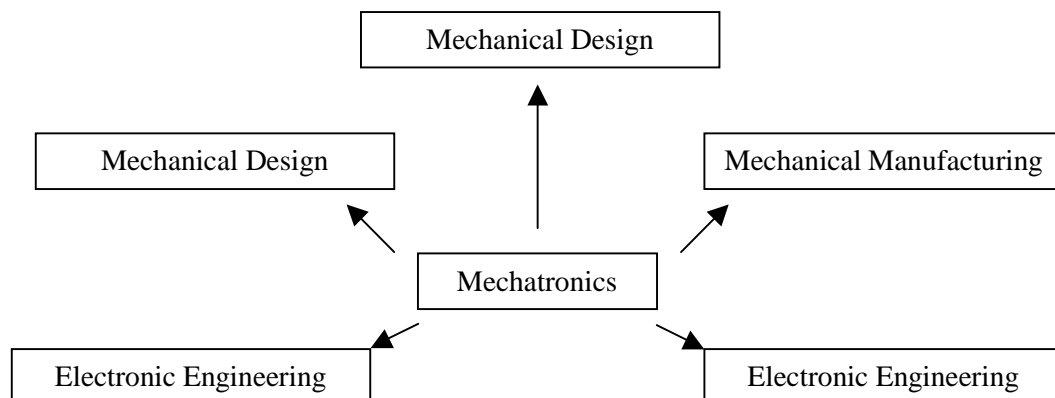 Mechanical Design
Mechanical Design
Mechanical Manufacturing
Mechatronics
Electronic Engineering
Electronic Engineering